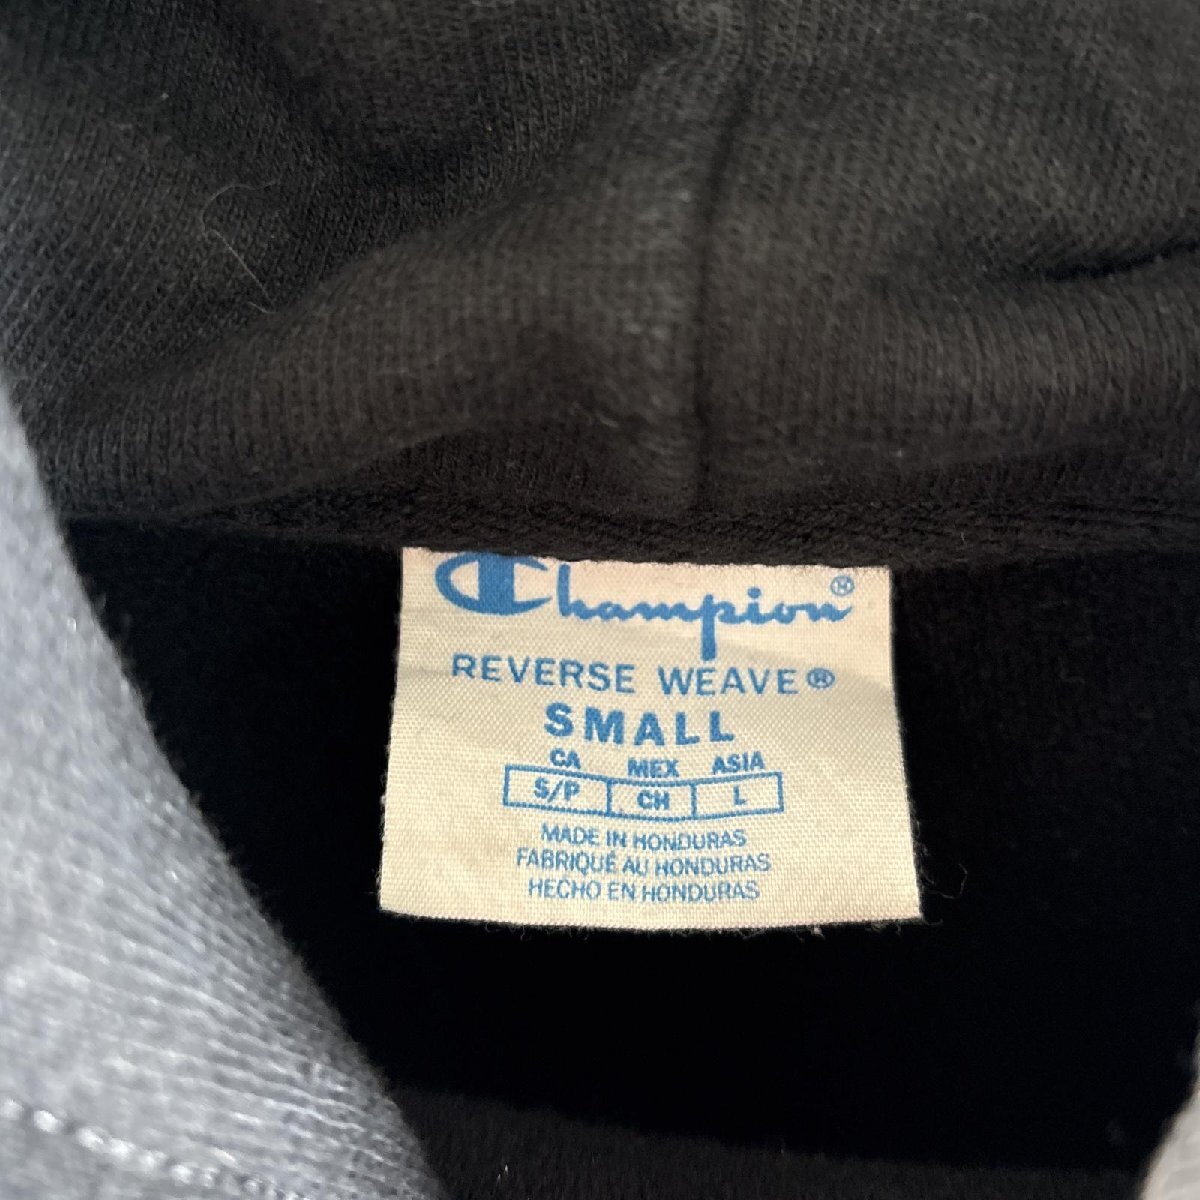 Champion®
REVERSE WEAVE®
SMALL
CA MEX ASIA
S/P CH L
MADE IN HONDURAS
FABRIQUÉ AU HONDURAS
HECHO EN HONDURAS